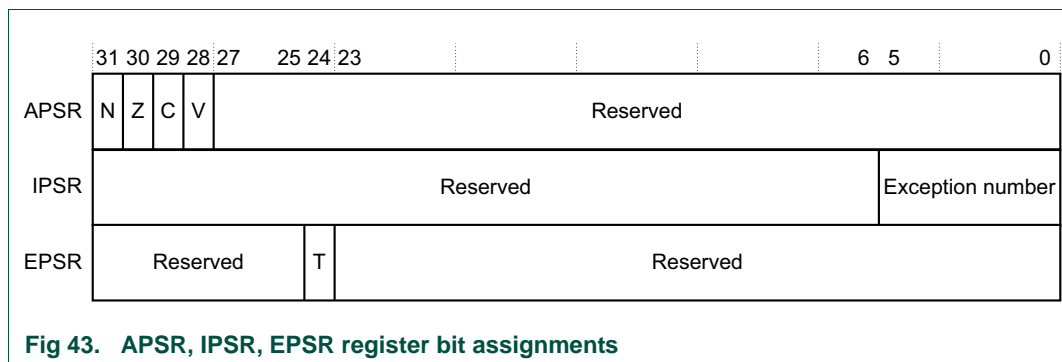 31 30 29 28 27 25 24 23 6 5 0
APSR N Z C V Reserved
IPSR Reserved Exception number
EPSR Reserved T Reserved
Fig 43. APSR, IPSR, EPSR register bit assignments